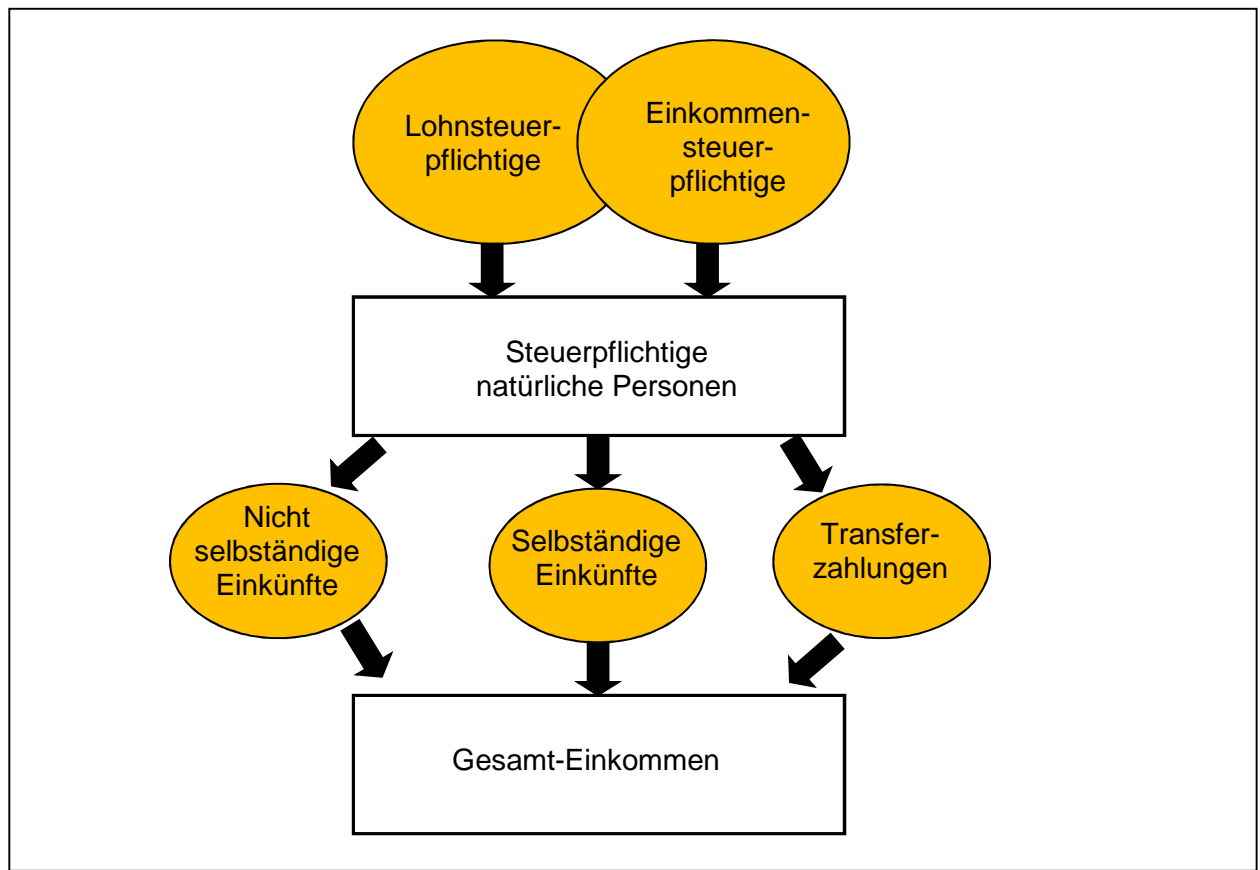 Lohnsteuer-
pflichtige
Einkommen-
steuer-
pflichtige
Steuerpflichtige
natürliche Personen
Nicht
selbständige
Einkünfte
Selbständige
Einkünfte
Transfer-
zahlungen
Gesamt-Einkommen